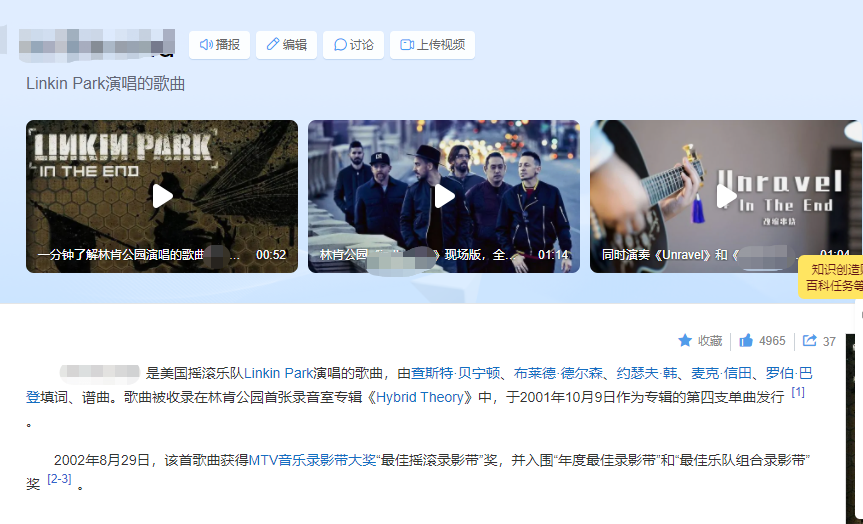 播报
编辑
讨论
上传视频
Linkin Park演唱的歌曲
LINKIN PARK
IN THE END
一分钟了解林肯公园演唱的歌曲 ...
00:52
林肯公园 》现场版，全...
01:14
Unravel
In The End
改编串烧
同时演奏《Unravel》和《 ...
01:04
知识创造
百科任务等
收藏
4965
37
是美国摇滚乐队Linkin Park演唱的歌曲，由查斯特·贝宁顿、布莱德·德尔森、约瑟夫·韩、麦克·信田、罗伯·巴
登填词、谱曲。歌曲被收录在林肯公园首张录音室专辑《Hybrid Theory》中，于2001年10月9日作为专辑的第四支单曲发行 [1]
。
2002年8月29日，该首歌曲获得MTV音乐录影带大奖“最佳摇滚录影带”奖，并入围“年度最佳录影带”和“最佳乐队组合录影带”
奖 [2-3] 。